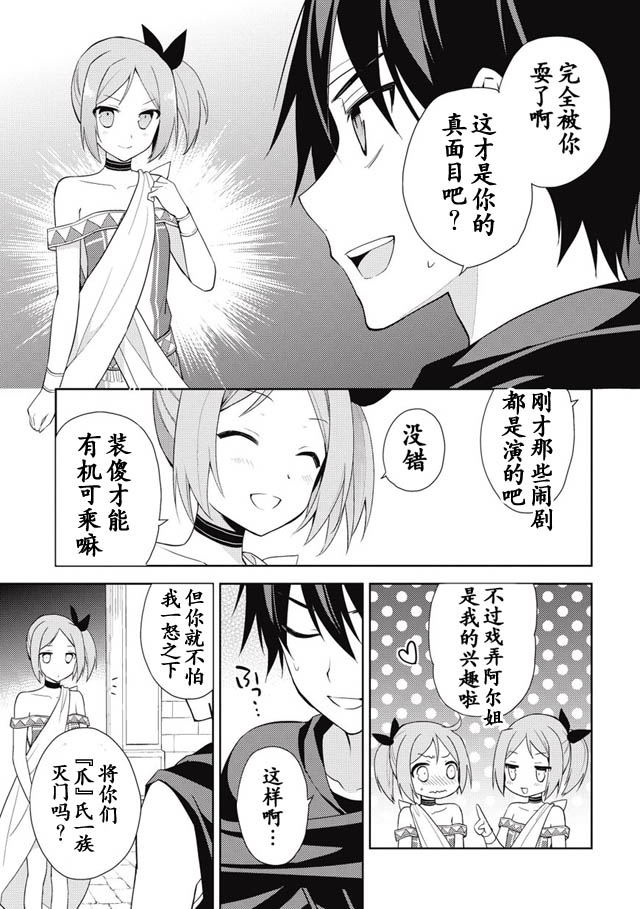 完全被你
耍了啊
这才是你的
真面目吧？
刚才那些闹剧
都是演的吧
没错
装傻才能
有机可乘嘛
不过戏弄阿尔姐
是我的兴趣啦
ふっ…
这样啊
…
但你就不怕
我一怒之下
将你们
『爪』氏一族
灭门吗？